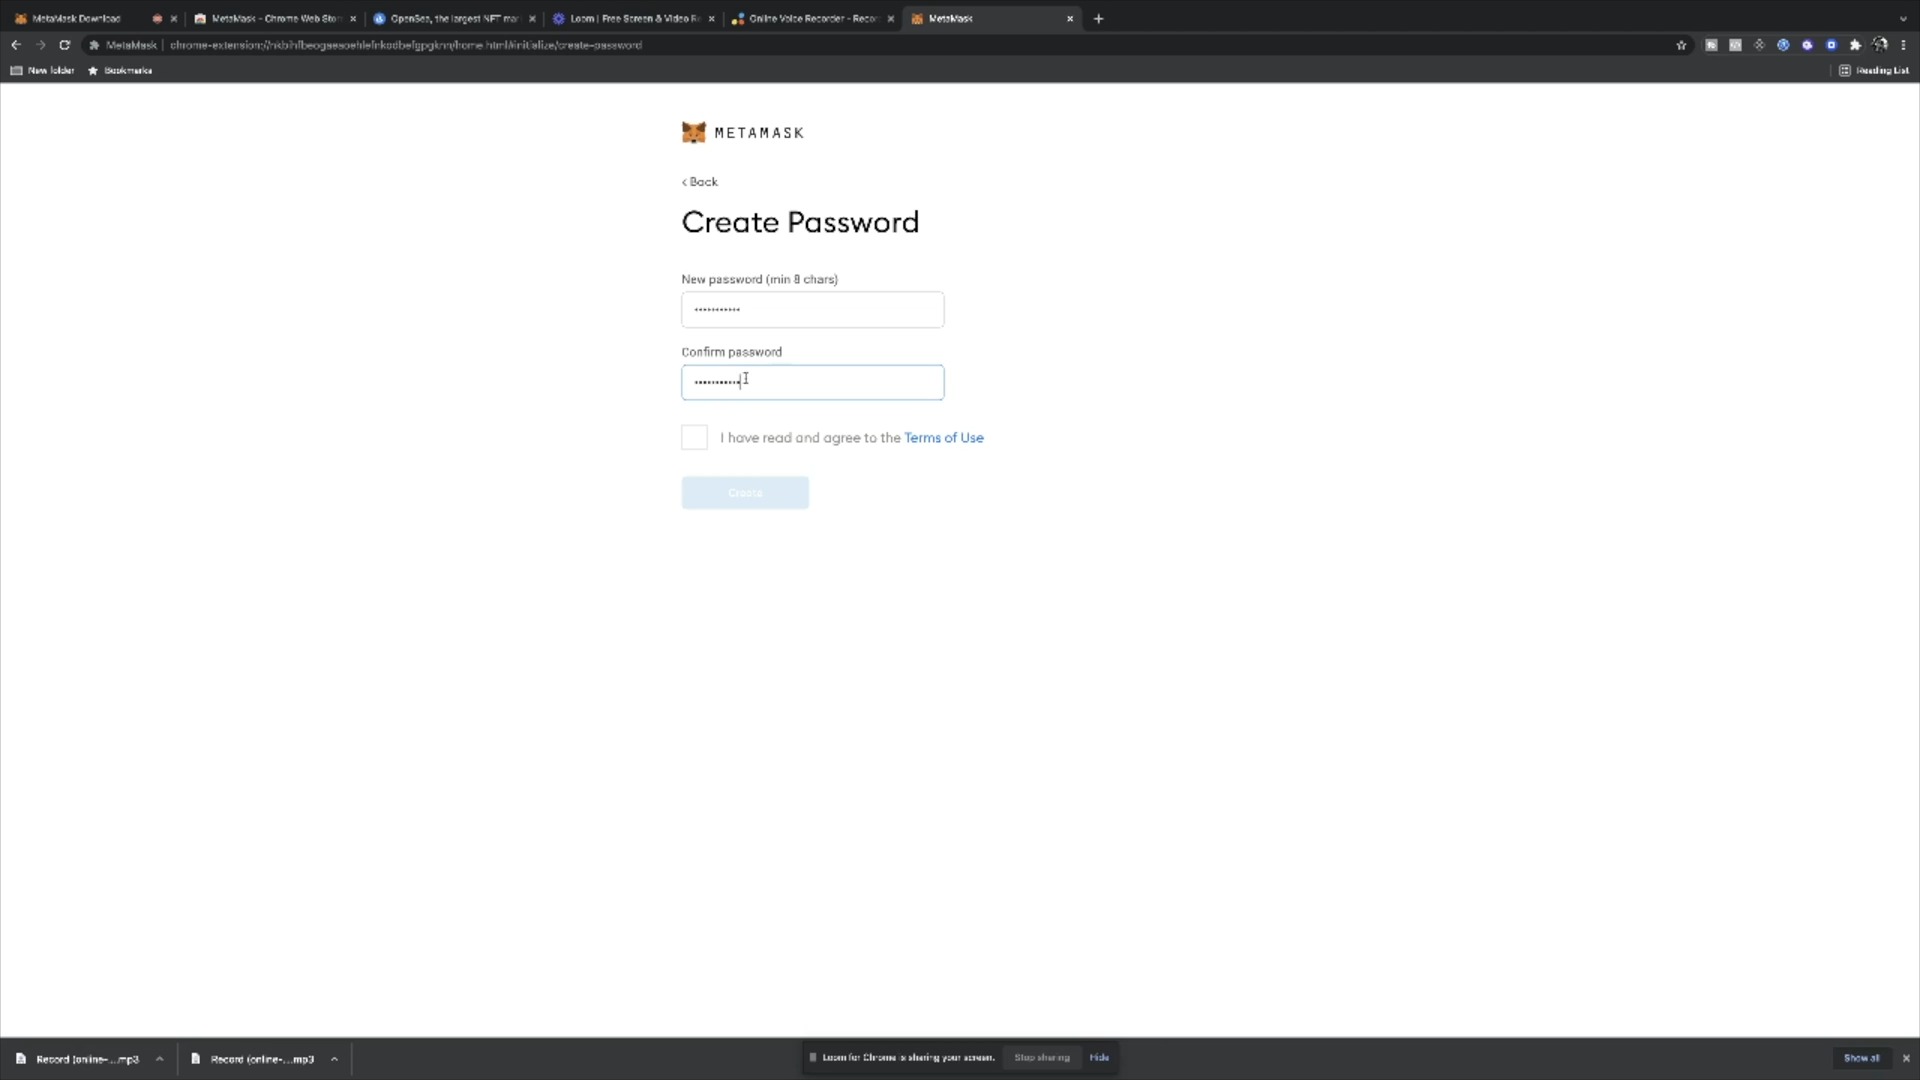 MetaMask Download
MetaMask - Chrome Web Stor
OpenSea, the largest NFT mar
Loom | Free Screen & Video Re
Online Voice Recorder - Recor
MetaMask
MetaMask
New folder
Bookmarks
Reading List
METAMASK
< Back
Create Password
New password (min 8 chars)
Confirm password
I have read and agree to the Terms of Use
Create
Record (online-...mp3
Record (online-...mp3
Loom for Chrome is sharing your screen.
Stop sharing
Hide
Show all